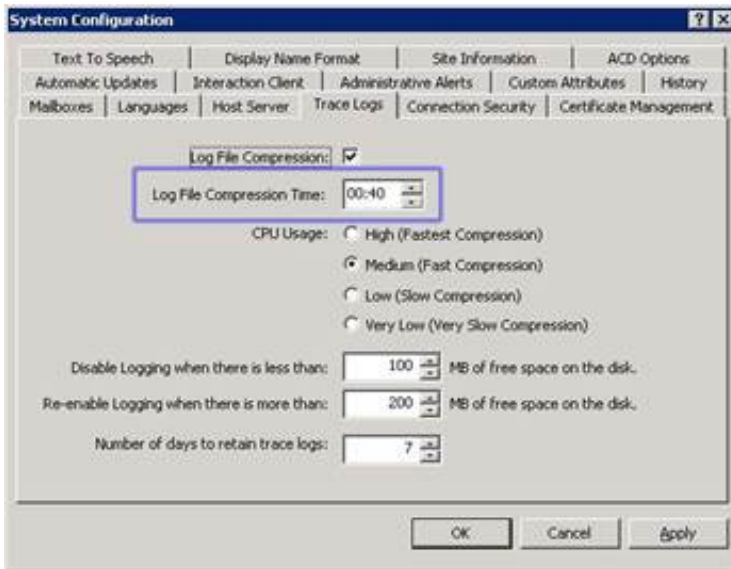 System Configuration
Text To Speech Display Name Format Site Information ACD Options
Automatic Updates Interaction Client Administrative Alerts Custom Attributes History
Mailboxes Languages Host Server Trace Logs Connection Security Certificate Management
Log File Compression:
Log File Compression Time: 00:40
CPU Usage: High (Fastest Compression)
Medium (Fast Compression)
Low (Slow Compression)
Very Low (Very Slow Compression)
Disable Logging when there is less than: 100 MB of free space on the disk.
Re-enable Logging when there is more than: 200 MB of free space on the disk.
Number of days to retain trace logs: 7
OK Cancel Apply